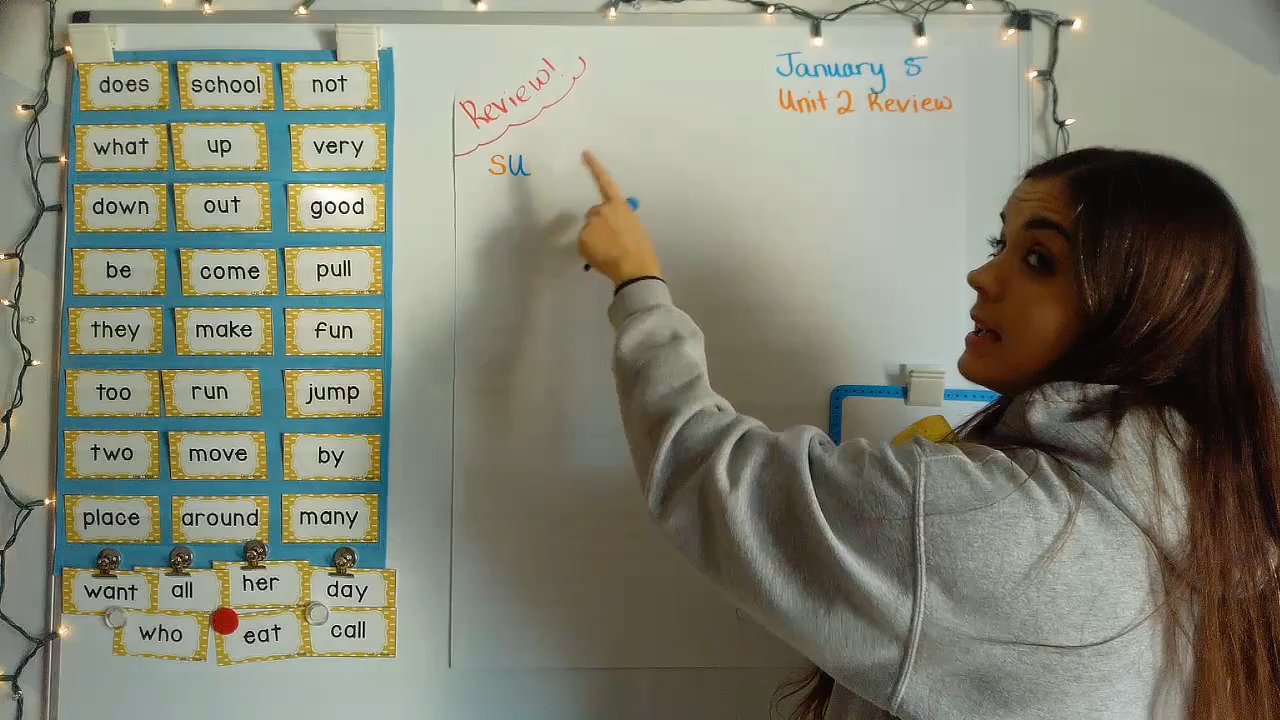 does school not
what up very
down out good
be come pull
they make fun
too run jump
two move by
place around many
want all her day
who eat call
Review!
su
January 5
Unit 2 Review